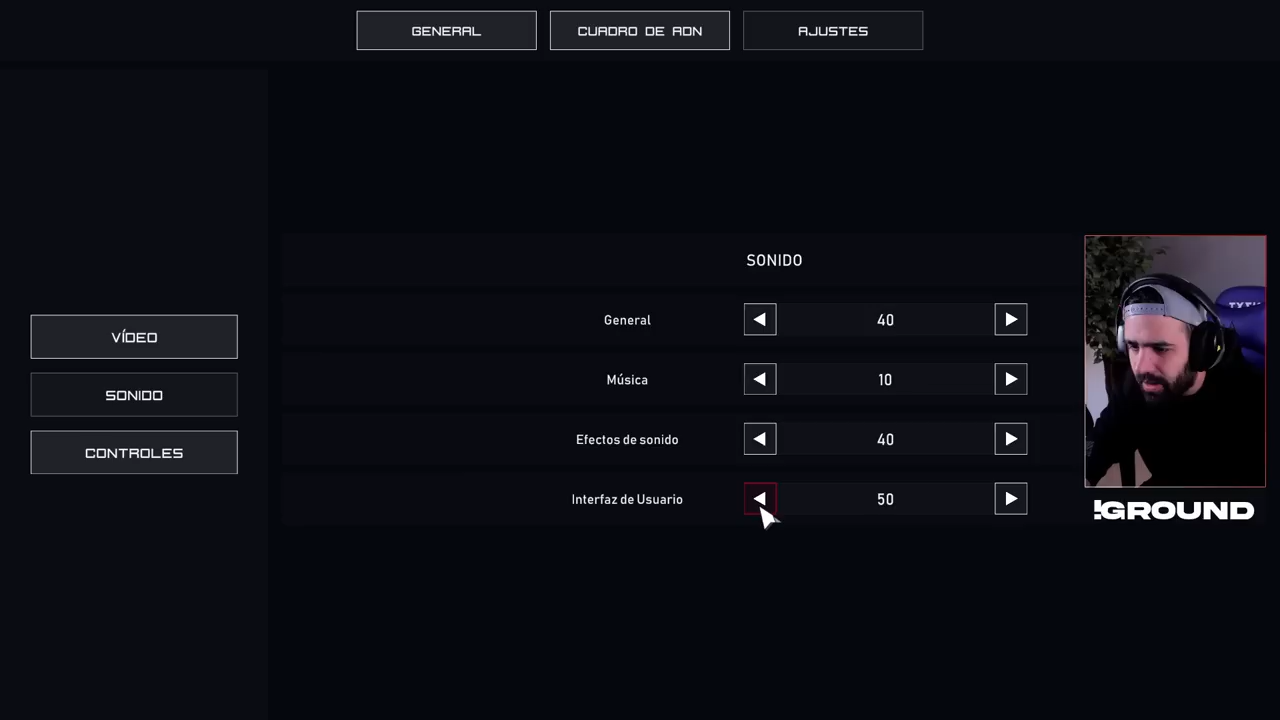 GENERAL
CUADRO DE ADN
AJUSTES
SONIDO
General
40
Música
10
Efectos de sonido
40
Interfaz de Usuario
50
VÍDEO
SONIDO
CONTROLES
!GROUND